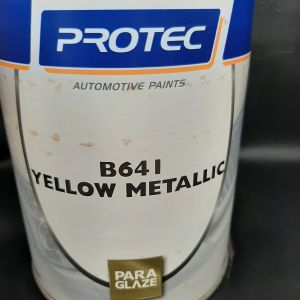 PROTEC
AUTOMOTIVE PAINTS
B641
YELLOW METALLIC
PARA
GLAZE